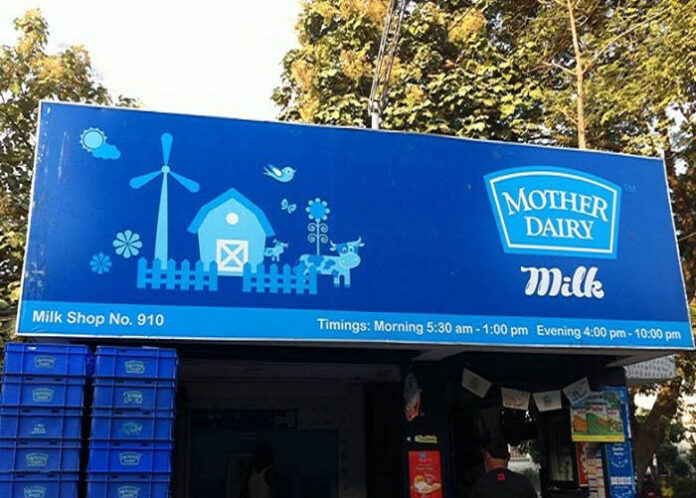 MOTHER
DAIRY
TM
Milk
Milk Shop No. 910
Timings: Morning 5:30 am - 1:00 pm Evening 4:00 pm - 10:00 pm